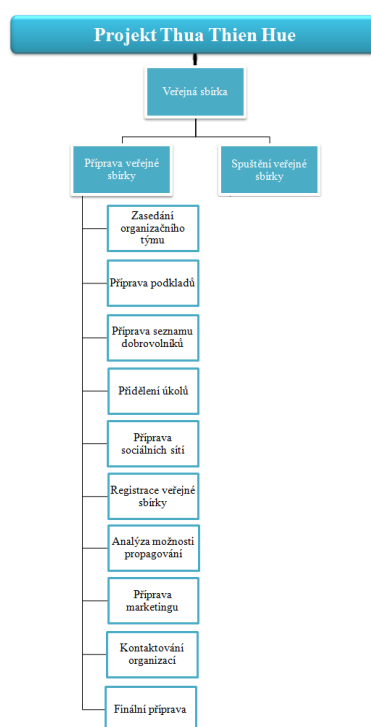 Projekt Thua Thien Hue
Veřejná sbírka
Příprava veřejné
sbírky
Spuštění veřejné
sbírky
Zasedání
organizačního
týmu
Příprava podkladů
Příprava seznamu
dobrovolníků
Přidělení úkolů
Příprava
sociálních sítí
Registrace veřejné
sbírky
Analýza možnosti
propagování
Příprava
marketingu
Kontaktování
organizací
Finální příprava